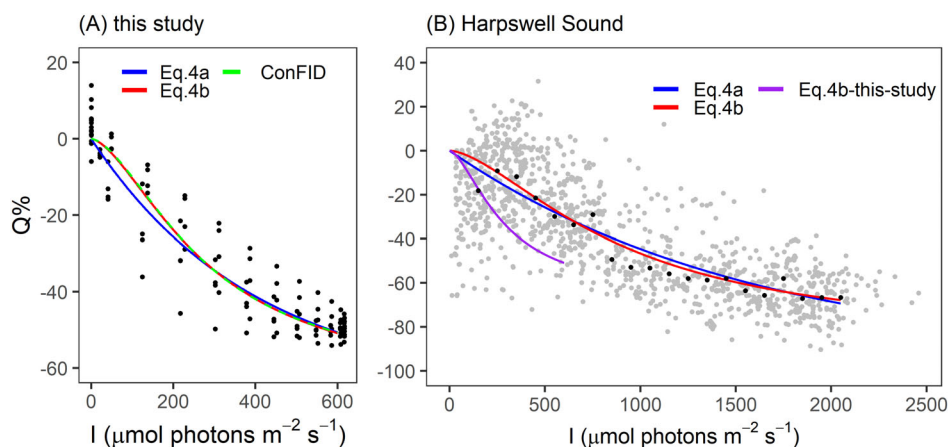 (A) this study
(B) Harpswell Sound
Q%
20
0
-20
-40
-60
Eq.4a
Eq.4b
ConFID
0
200
400
600
I (μmol photons m⁻² s⁻¹)
40
20
0
-20
-40
-60
-80
-100
Eq.4a
Eq.4b
Eq.4b-this-study
0
500
1000
1500
2000
2500
I (μmol photons m⁻² s⁻¹)